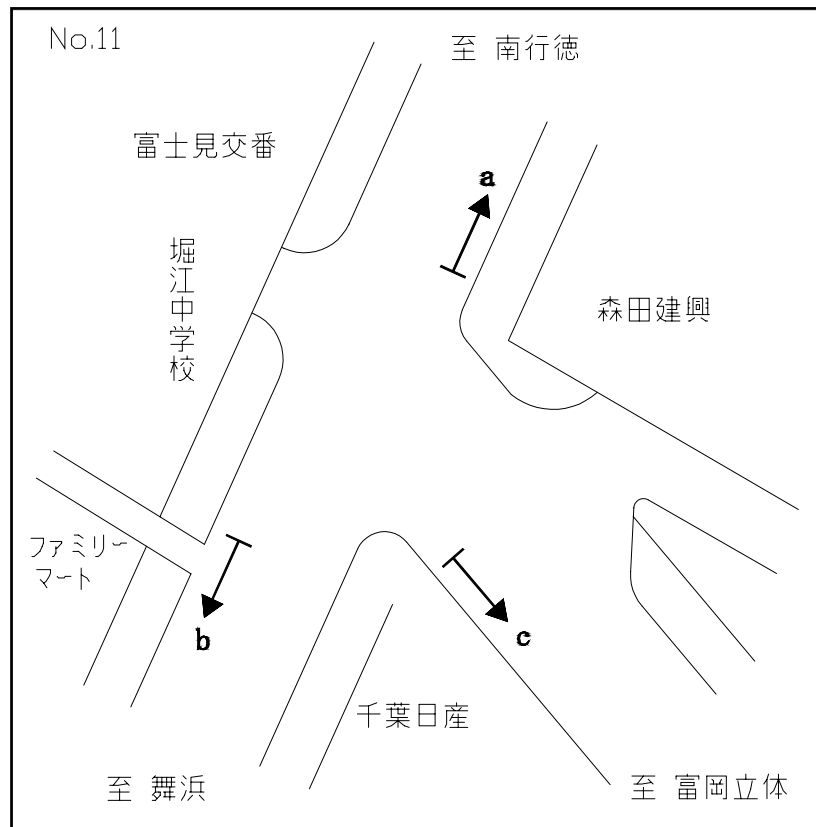 No.11
至 南行徳
富士見交番
a
堀江中学校
森田建興
ファミリー
マート
b
c
千葉日産
至 舞浜
至 富岡立体